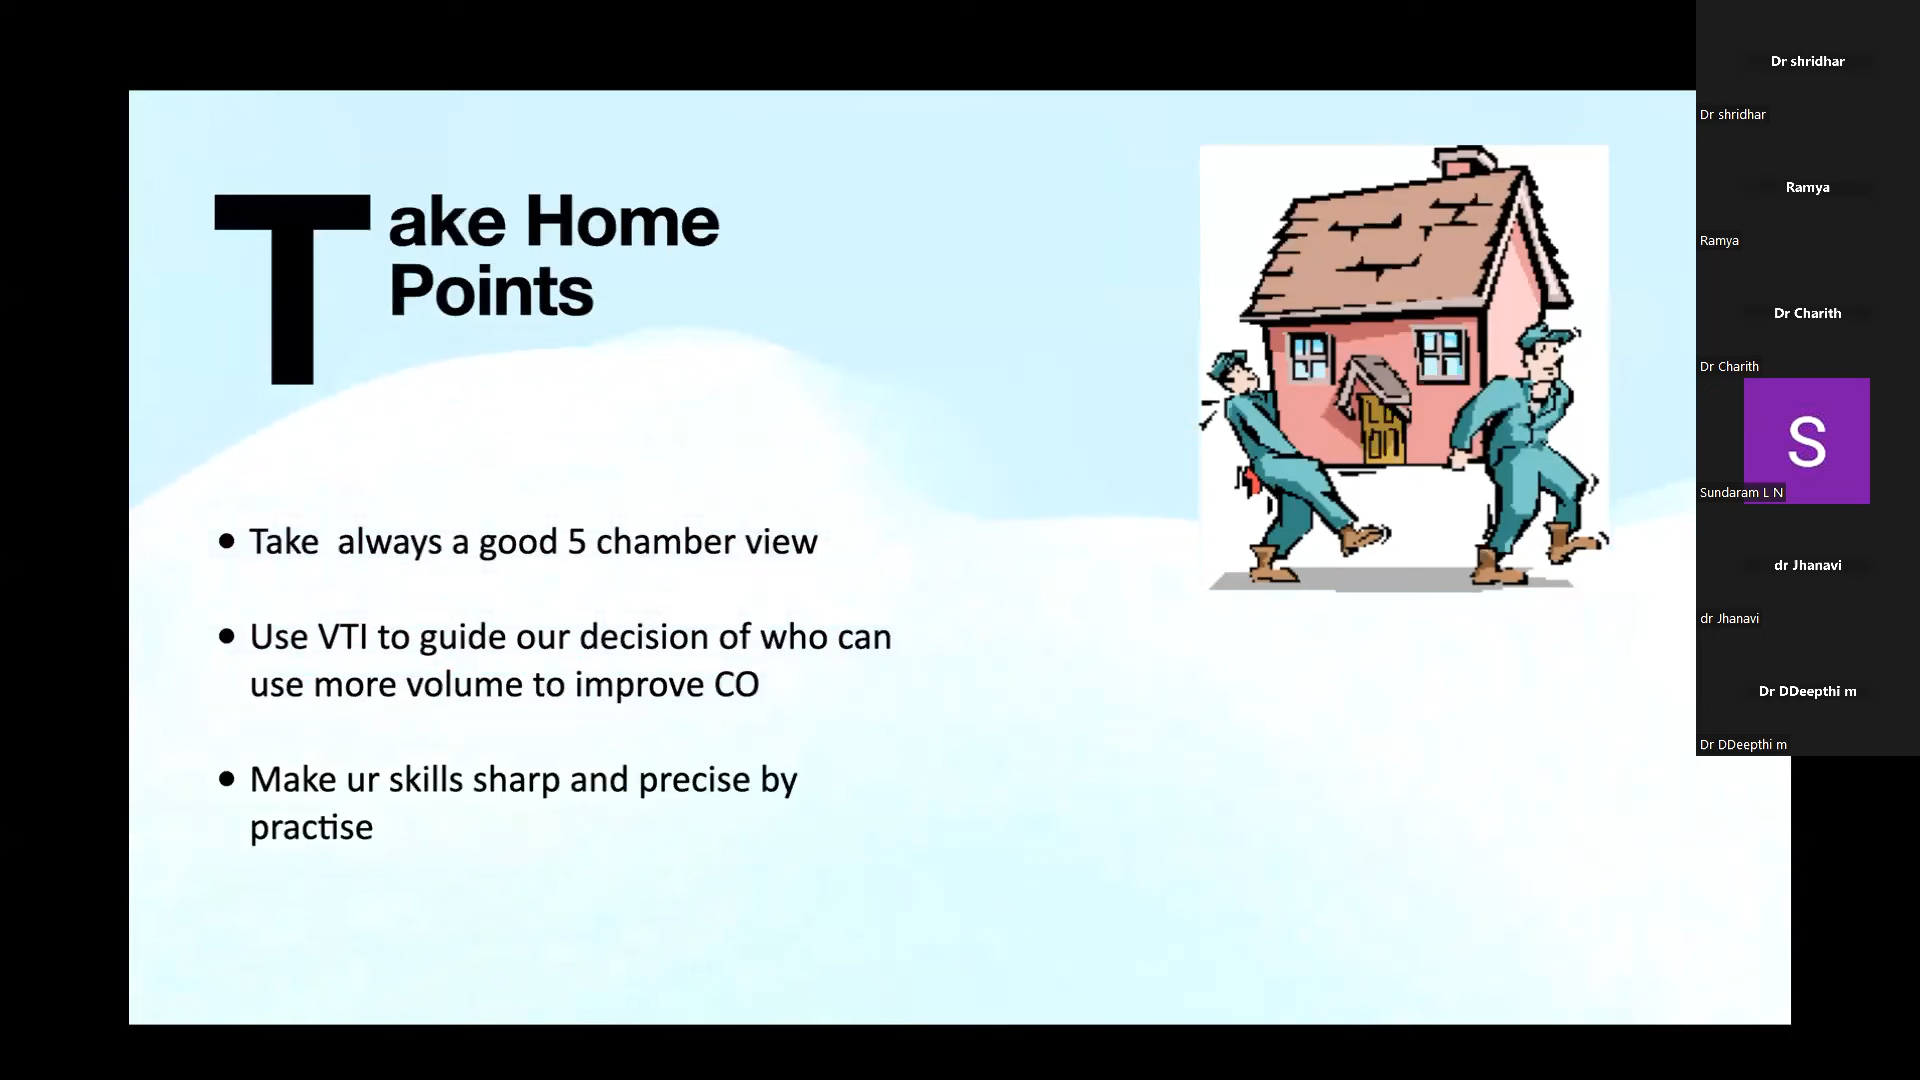 Take Home
Points
• Take  always a good 5 chamber view
• Use VTI to guide our decision of who can
use more volume to improve CO
• Make ur skills sharp and precise by
practise
Dr shridhar
Dr shridhar
Ramya
Ramya
Dr Charith
Dr Charith
S
Sundaram L N
dr Jhanavi
dr Jhanavi
Dr DDeepthi m
Dr DDeepthi m